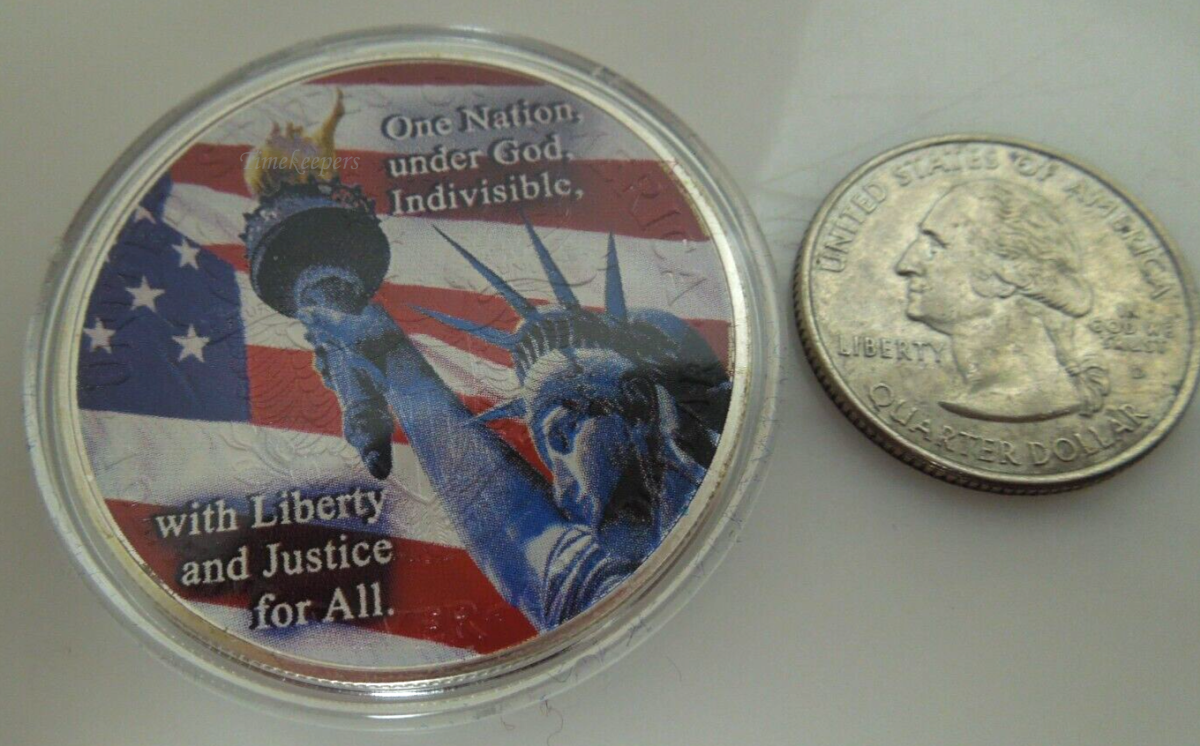 One Nation,
under God,
Indivisible,
Timekeepers
with Liberty
and Justice
for All.
UNITED STATES OF AMERICA
LIBERTY
IN
GOD WE
TRUST
QUARTER DOLLAR